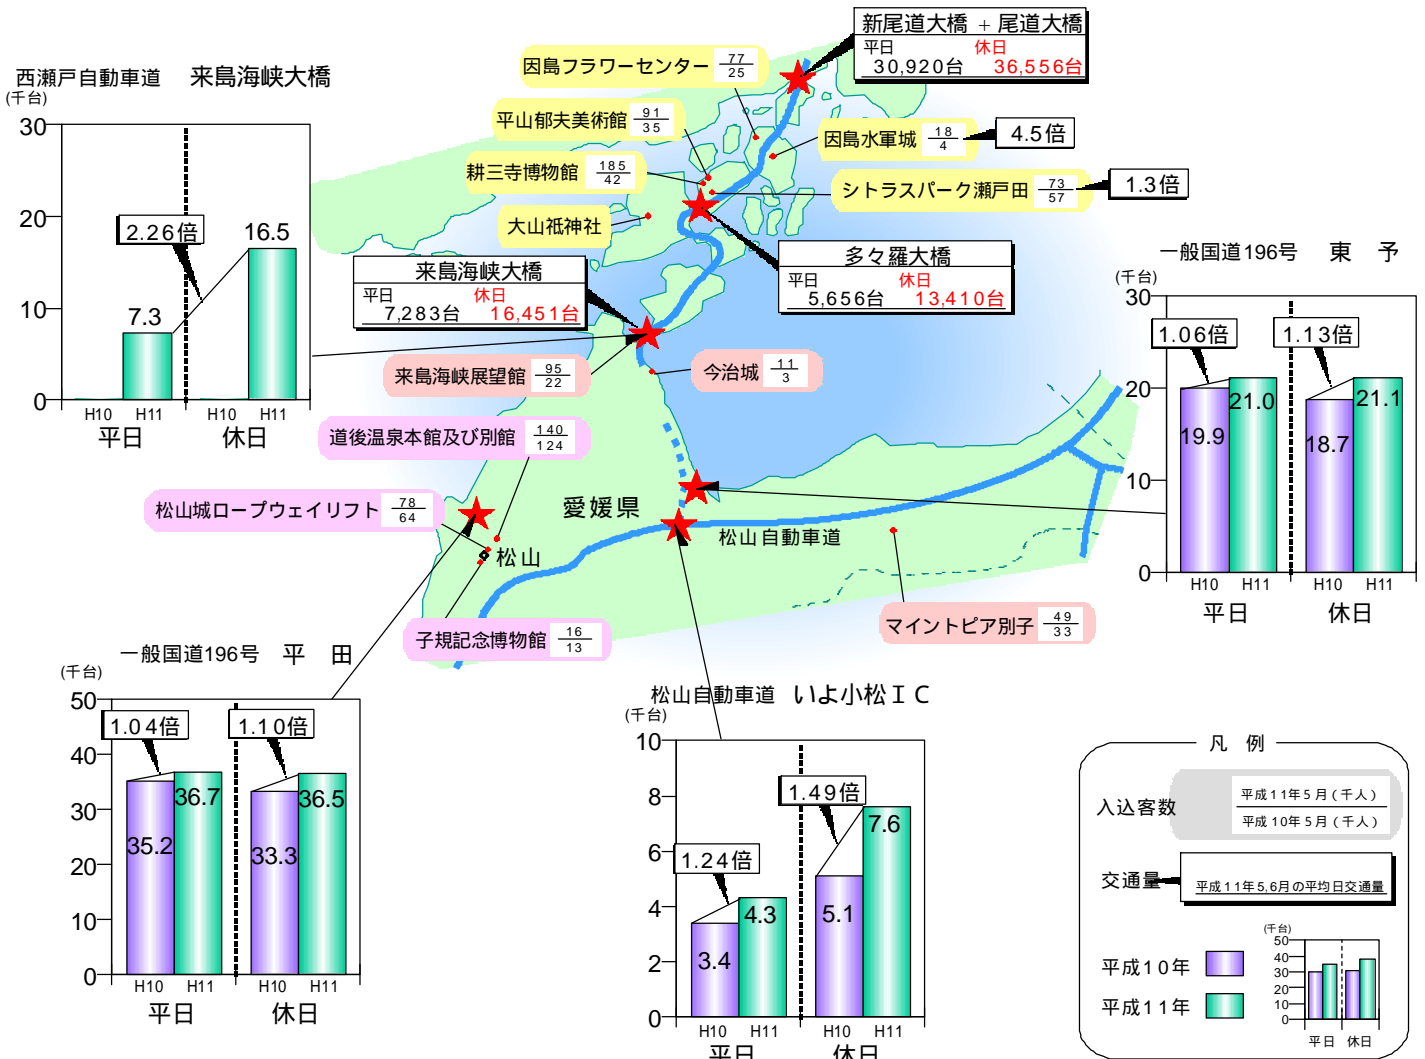 新尾道大橋 + 尾道大橋
平日 休日
30,920台 36,556台
西瀬戸自動車道 来島海峡大橋
(千台)
30
20
10
0
2.26倍
7.3
16.5
H10 H11 H10 H11
平日 休日
因島フラワーセンター 77/25
平山郁夫美術館 91/35
耕三寺博物館 185/42
大山祇神社
因島水軍城 18/4
4.5倍
シトラスパーク瀬戸田 73/57
1.3倍
来島海峡大橋
平日 休日
7,283台 16,451台
多々羅大橋
平日 休日
5,656台 13,410台
来島海峡展望館 95/22
今治城 11/3
道後温泉本館及び別館 140/124
松山城ロープウェイリフト 78/64
愛媛県
松山自動車道
松山
子規記念博物館 16/13
マイントピア別子 49/33
一般国道196号 東 予
(千台)
30
20
10
0
1.06倍
1.13倍
19.9
21.0
18.7
21.1
H10 H11 H10 H11
平日 休日
一般国道196号 平 田
(千台)
50
40
30
20
10
0
1.04倍
1.10倍
35.2
36.7
33.3
36.5
H10 H11 H10 H11
平日 休日
松山自動車道 いよ小松IC
(千台)
10
8
6
4
2
0
1.24倍
1.49倍
3.4
4.3
5.1
7.6
H10 H11 H10 H11
平日 休日
凡 例
入込客数
平成11年5月(千人)
平成10年5月(千人)
交通量
平成11年5,6月の平均日交通量
平成10年
平成11年
(千台)
50
40
30
20
10
0
平日 休日